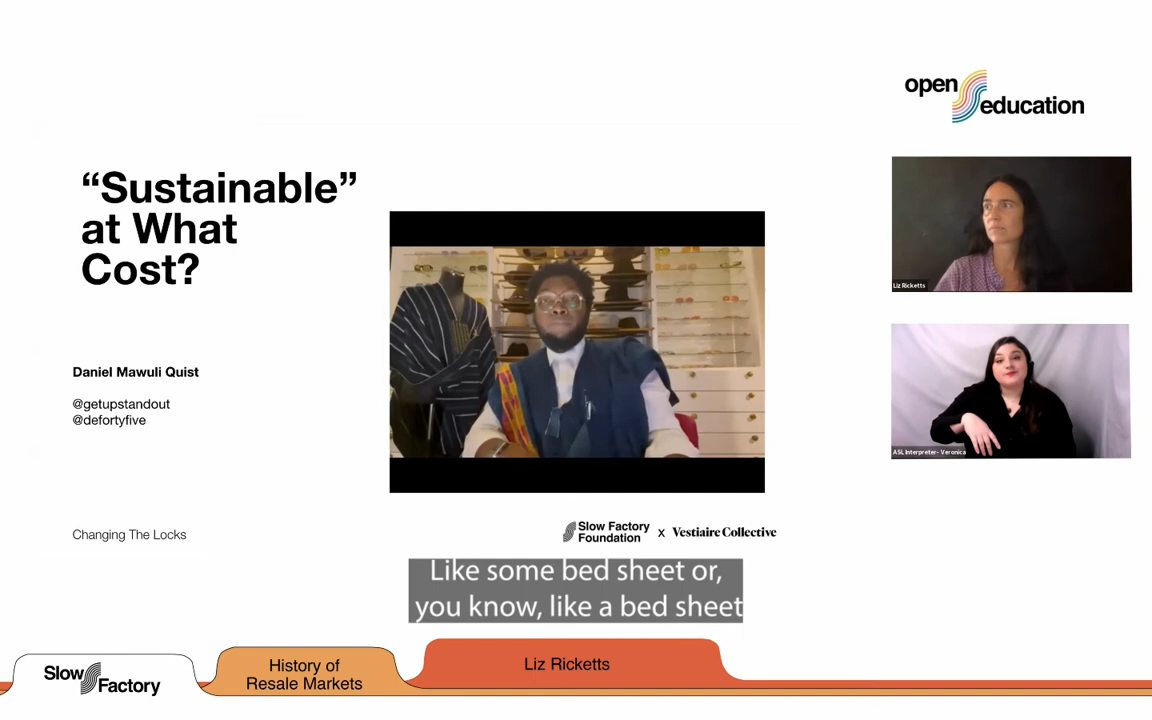 open
education
“Sustainable”
at What
Cost?
Liz Ricketts
Daniel Mawuli Quist
@getupstandout
@defortyfive
ASL Interpreter- Veronica
Changing The Locks
Slow Factory
Foundation
x
Vestiaire Collective
Like some bed sheet or,
you know, like a bed sheet
Slow
Factory
History of
Resale Markets
Liz Ricketts